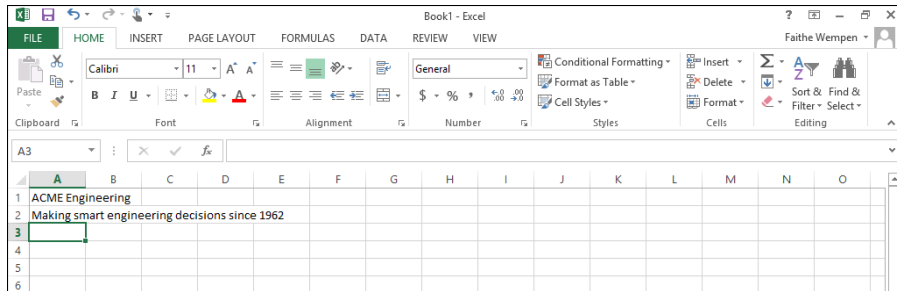 Book1 - Excel
FILE HOME INSERT PAGE LAYOUT FORMULAS DATA REVIEW VIEW Faithe Wempen
Paste
Calibri 11 A A
B I U A
General
$ % , .00 .0
Conditional Formatting
Format as Table
Cell Styles
Insert
Delete
Format
Sort & Filter
Find & Select
Clipboard Font Alignment Number Styles Cells Editing
A3 fx
A B C D E F G H I J K L M N O
1 ACME Engineering
2 Making smart engineering decisions since 1962
3
4
5
6